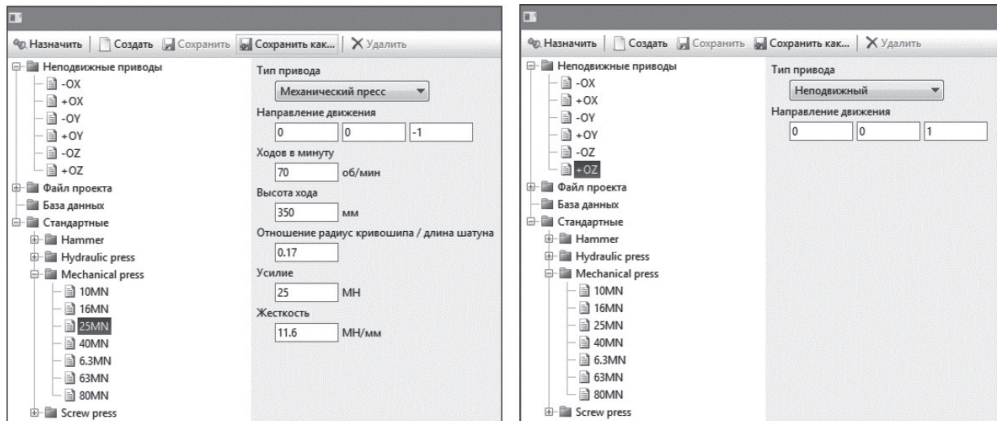 Назначить Создать Сохранить Сохранить как... Удалить
Неподвижные приводы
-OX
+OX
-OY
+OY
-OZ
+OZ
Файл проекта
База данных
Стандартные
Hammer
Hydraulic press
Mechanical press
10MN
16MN
25MN
40MN
6.3MN
63MN
80MN
Screw press
Тип привода
Механический пресс
Направление движения
0 0 -1
Ходов в минуту
70 об/мин
Высота хода
350 мм
Отношение радиус кривошипа / длина шатуна
0.17
Усилие
25 МН
Жесткость
11.6 МН/мм
Назначить Создать Сохранить Сохранить как... Удалить
Неподвижные приводы
-OX
+OX
-OY
+OY
-OZ
+OZ
Файл проекта
База данных
Стандартные
Hammer
Hydraulic press
Mechanical press
10MN
16MN
25MN
40MN
6.3MN
63MN
80MN
Screw press
Тип привода
Неподвижный
Направление движения
0 0 1